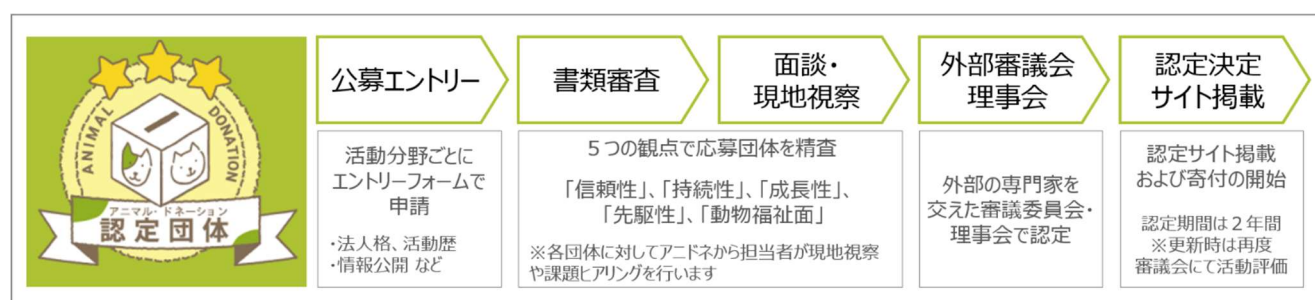 ANIMAL DONATION
アニマル・ドネーション
認定団体
公募エントリー
活動分野ごとに
エントリーフォームで
申請
・法人格、活動歴
・情報公開 など
書類審査
面談・
現地視察
5つの観点で応募団体を精査
「信頼性」、「持続性」、「成長性」、
「先駆性」、「動物福祉面」
※各団体に対してアニドネから担当者が現地視察
や課題ヒアリングを行います
外部審議会
理事会
外部の専門家を
交えた審議委員会・
理事会で認定
認定決定
サイト掲載
認定サイト掲載
および寄付の開始
認定期間は2年間
※更新時は再度
審議会にて活動評価